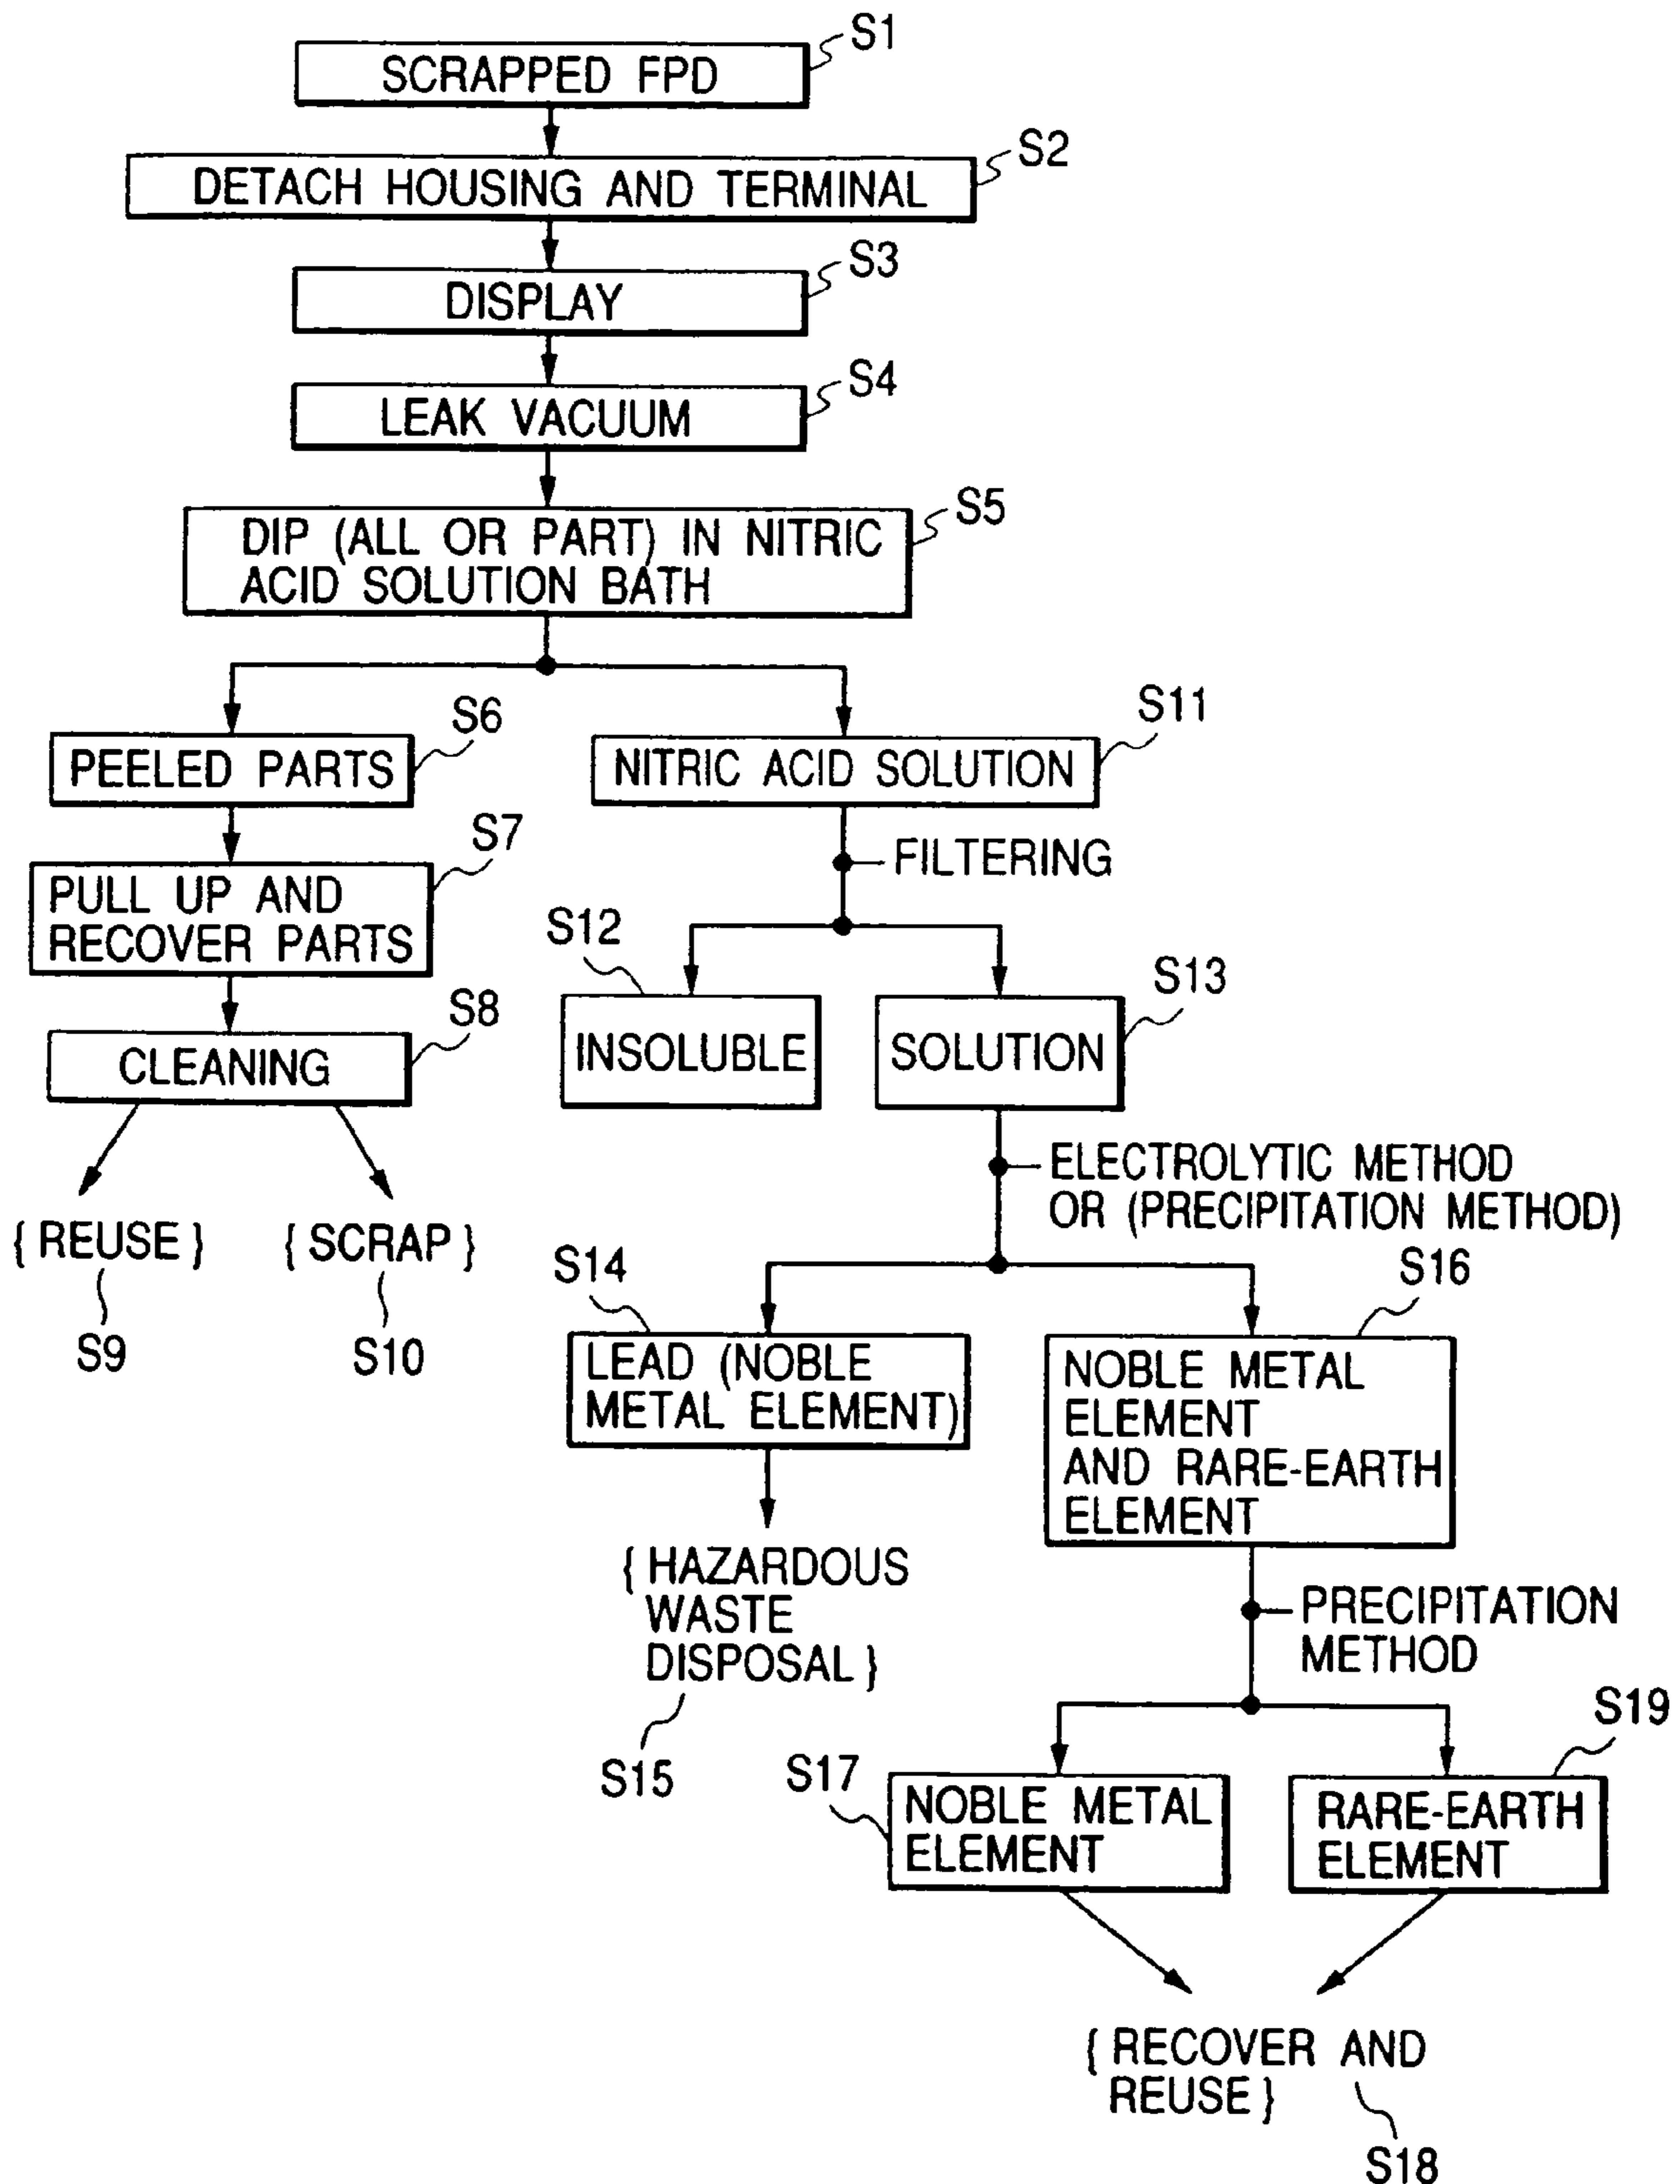 S1
SCRAPPED FPD
S2
DETACH HOUSING AND TERMINAL
S3
DISPLAY
S4
LEAK VACUUM
S5
DIP (ALL OR PART) IN NITRIC
ACID SOLUTION BATH
S6
PEELED PARTS
S7
PULL UP AND
RECOVER PARTS
S8
CLEANING
{ REUSE }
{ SCRAP }
S9
S10
S11
NITRIC ACID SOLUTION
FILTERING
S12
INSOLUBLE
S13
SOLUTION
ELECTROLYTIC METHOD
OR (PRECIPITATION METHOD)
S14
LEAD (NOBLE
METAL ELEMENT)
{ HAZARDOUS
WASTE
DISPOSAL }
S15
S16
NOBLE METAL
ELEMENT
AND RARE-EARTH
ELEMENT
PRECIPITATION
METHOD
S17
NOBLE METAL
ELEMENT
S19
RARE-EARTH
ELEMENT
{ RECOVER AND
REUSE }
S18